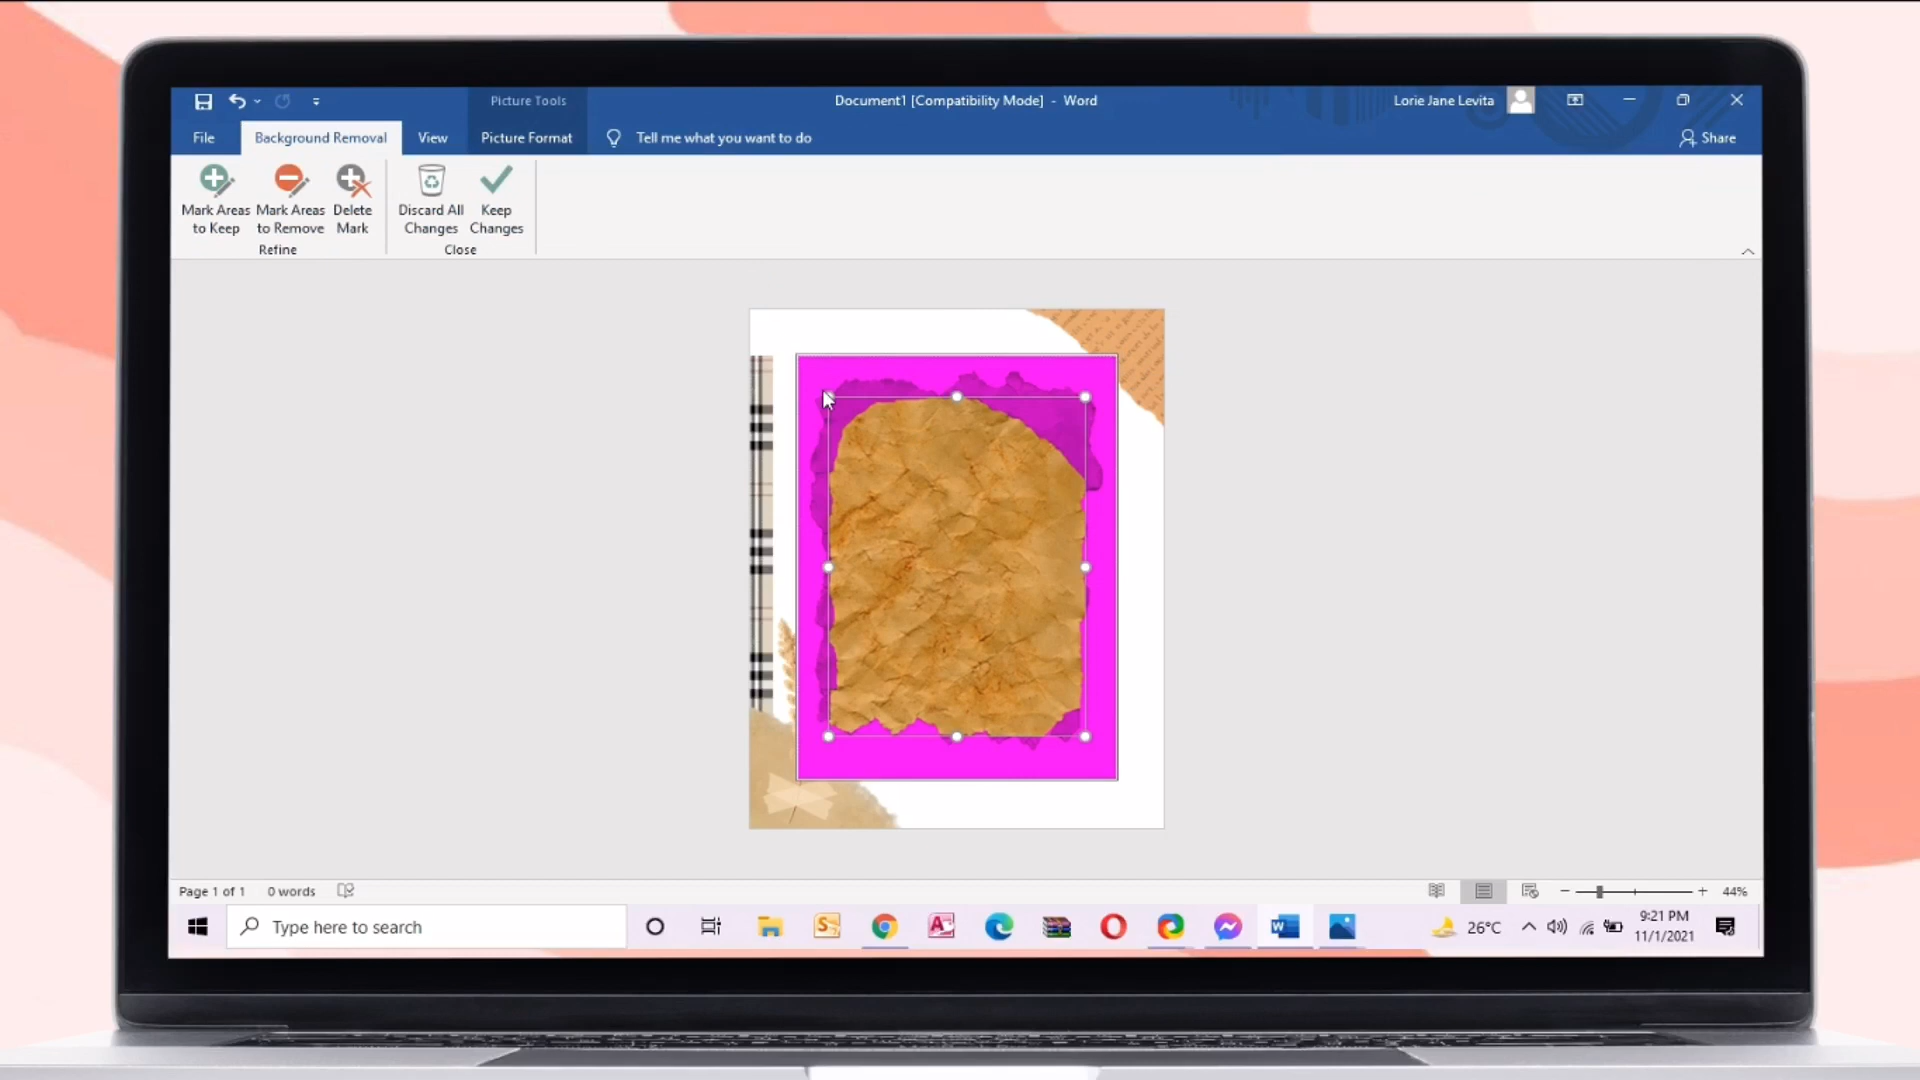 Picture Tools
Document1 [Compatibility Mode] - Word
Lorie Jane Levita
File
Background Removal
View
Picture Format
Tell me what you want to do
Share
Mark Areas to Keep
Mark Areas to Remove
Delete Mark
Discard All Changes
Keep Changes
Refine
Close
Page 1 of 1
0 words
44%
Type here to search
26°C
9:21 PM
11/1/2021